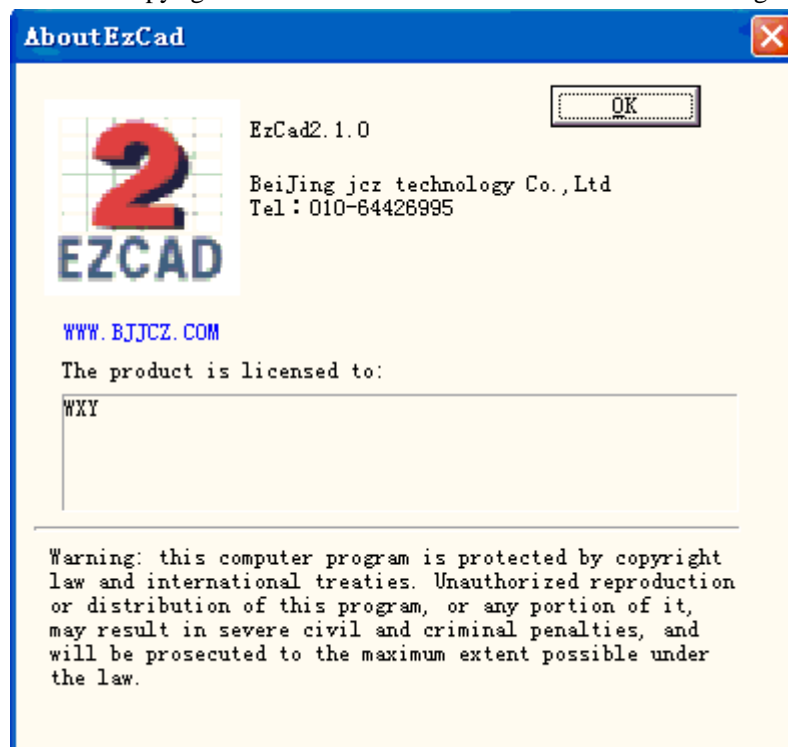 AboutEzCad
OK
EzCad2.1.0
BeiJing jcz technology Co.,Ltd
Tel：010-64426995
2
EZCAD
WWW.BJJCZ.COM
The product is licensed to:
WXY
Warning: this computer program is protected by copyright
law and international treaties. Unauthorized reproduction
or distribution of this program, or any portion of it,
may result in severe civil and criminal penalties, and
will be prosecuted to the maximum extent possible under
the law.